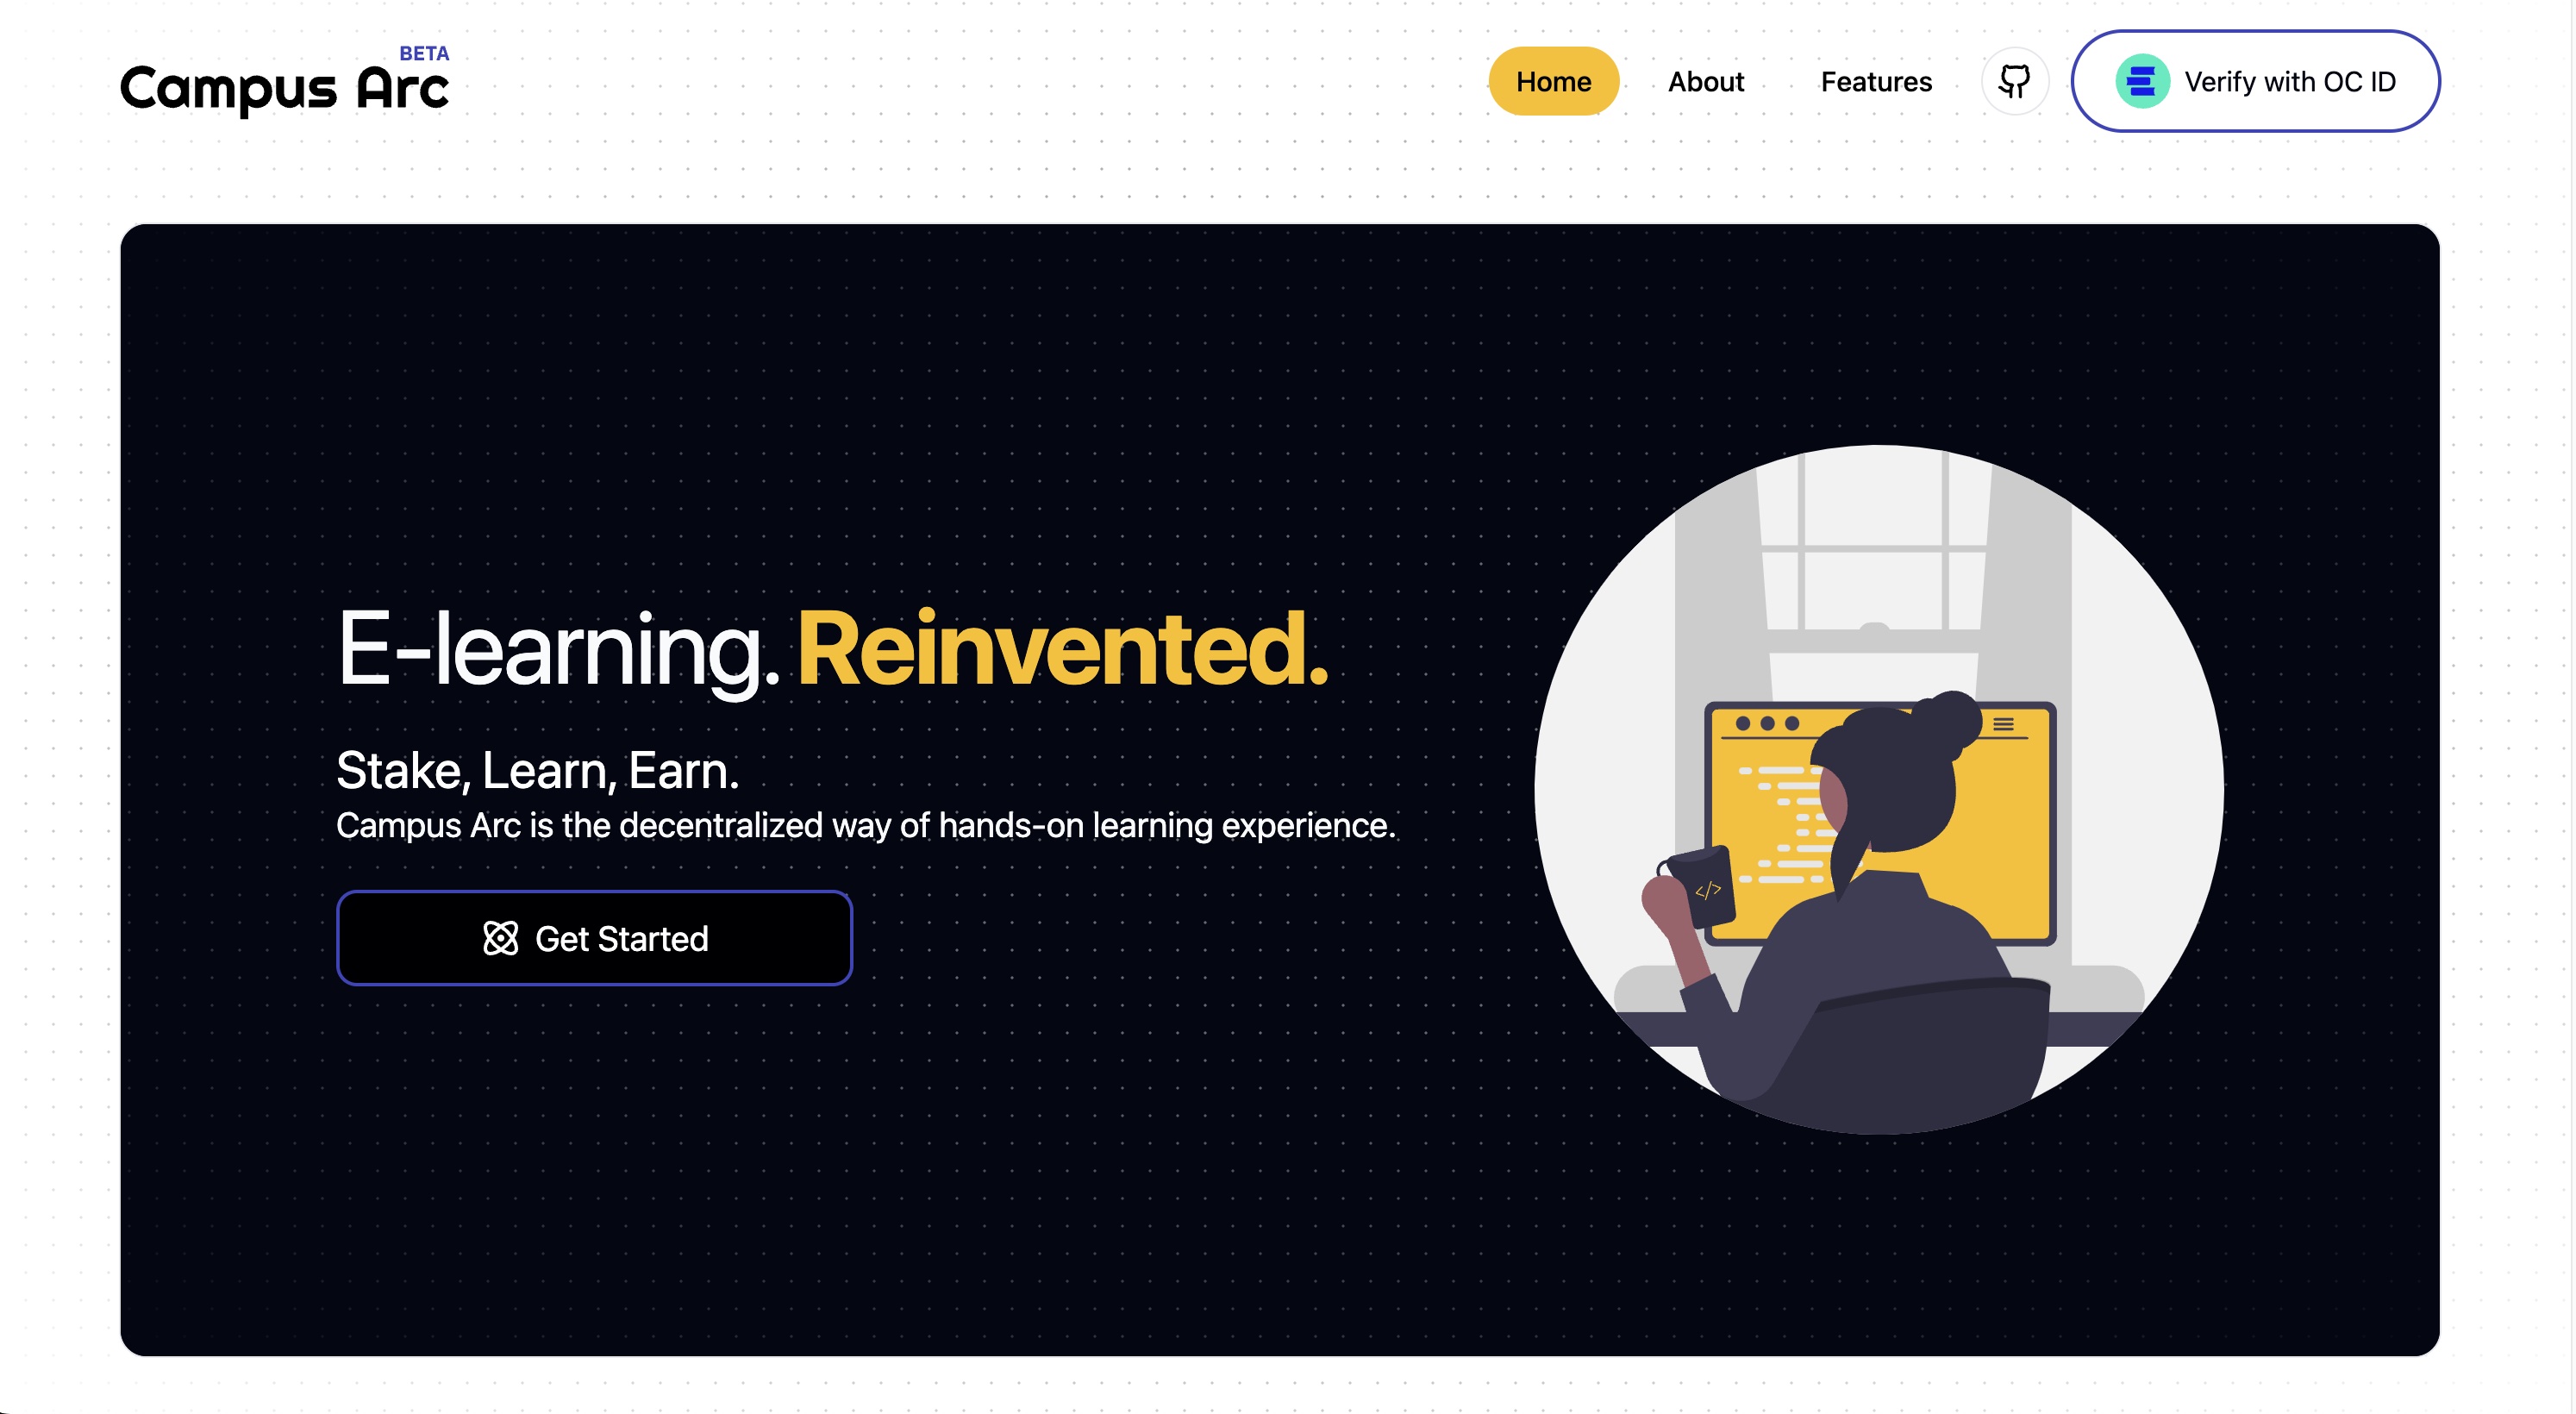 BETA
Campus Arc
Home
About
Features
Verify with OC ID
E-learning. Reinvented.
Stake, Learn, Earn.
Campus Arc is the decentralized way of hands-on learning experience.
Get Started
</>